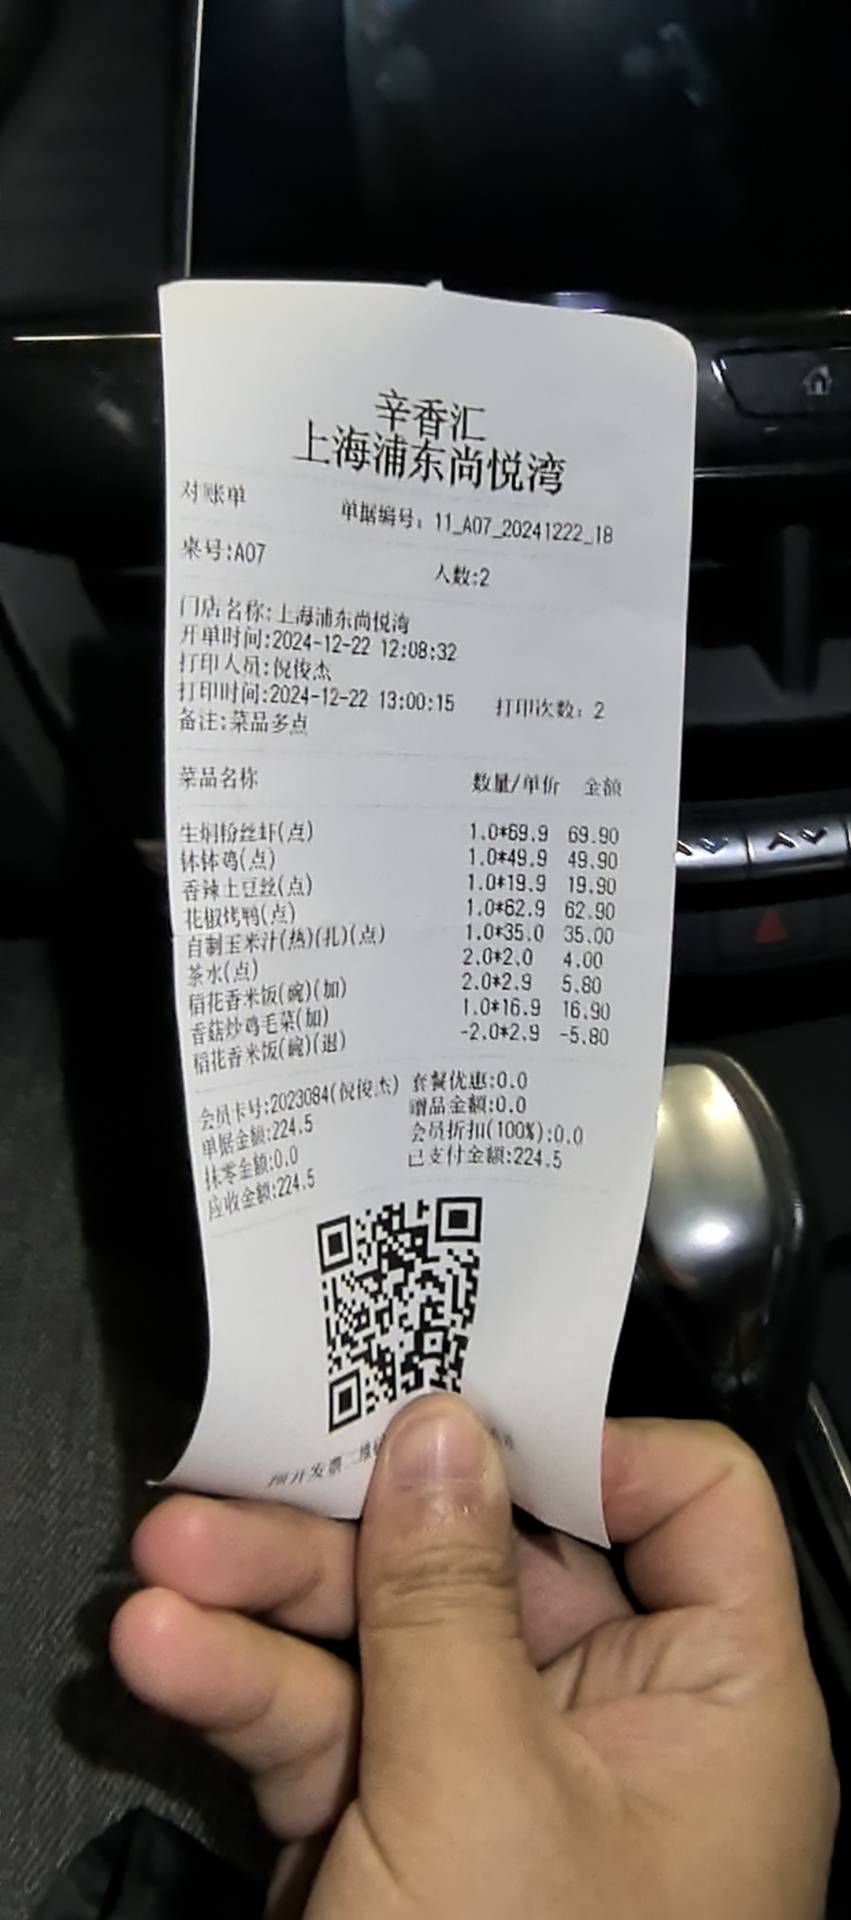 辛香汇
上海浦东尚悦湾
对账单 单据编号：11_A07_20241222_18
桌号:A07 人数:2
门店名称:上海浦东尚悦湾
开单时间:2024-12-22 12:08:32
打印人员:倪俊杰
打印时间:2024-12-22 13:00:15 打印次数：2
备注:菜品多点
菜品名称 数量/单价 金额
生焗粉丝虾(点) 1.0*69.9 69.90
钵钵鸡(点) 1.0*49.9 49.90
香辣土豆丝(点) 1.0*19.9 19.90
花椒烤鸭(点) 1.0*62.9 62.90
自制玉米汁(热)(扎)(点) 1.0*35.0 35.00
茶水(点) 2.0*2.0 4.00
稻花香米饭(碗)(加) 2.0*2.9 5.80
香菇炒鸡毛菜(加) 1.0*16.9 16.90
稻花香米饭(碗)(退) -2.0*2.9 -5.80
会员卡号:2023084(倪俊杰) 套餐优惠:0.0
单据金额:224.5 赠品金额:0.0
抹零金额:0.0 会员折扣(100%):0.0
应收金额:224.5 已支付金额:224.5
开发票二维